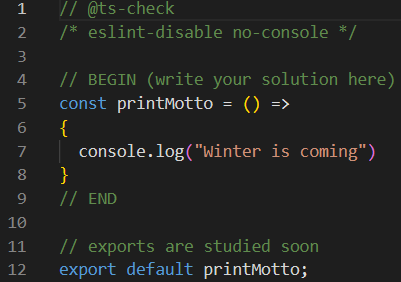 1 // @ts-check
2 /* eslint-disable no-console */
3
4 // BEGIN (write your solution here)
5 const printMotto = () =>
6 {
7   console.log("Winter is coming")
8 }
9 // END
10
11 // exports are studied soon
12 export default printMotto;